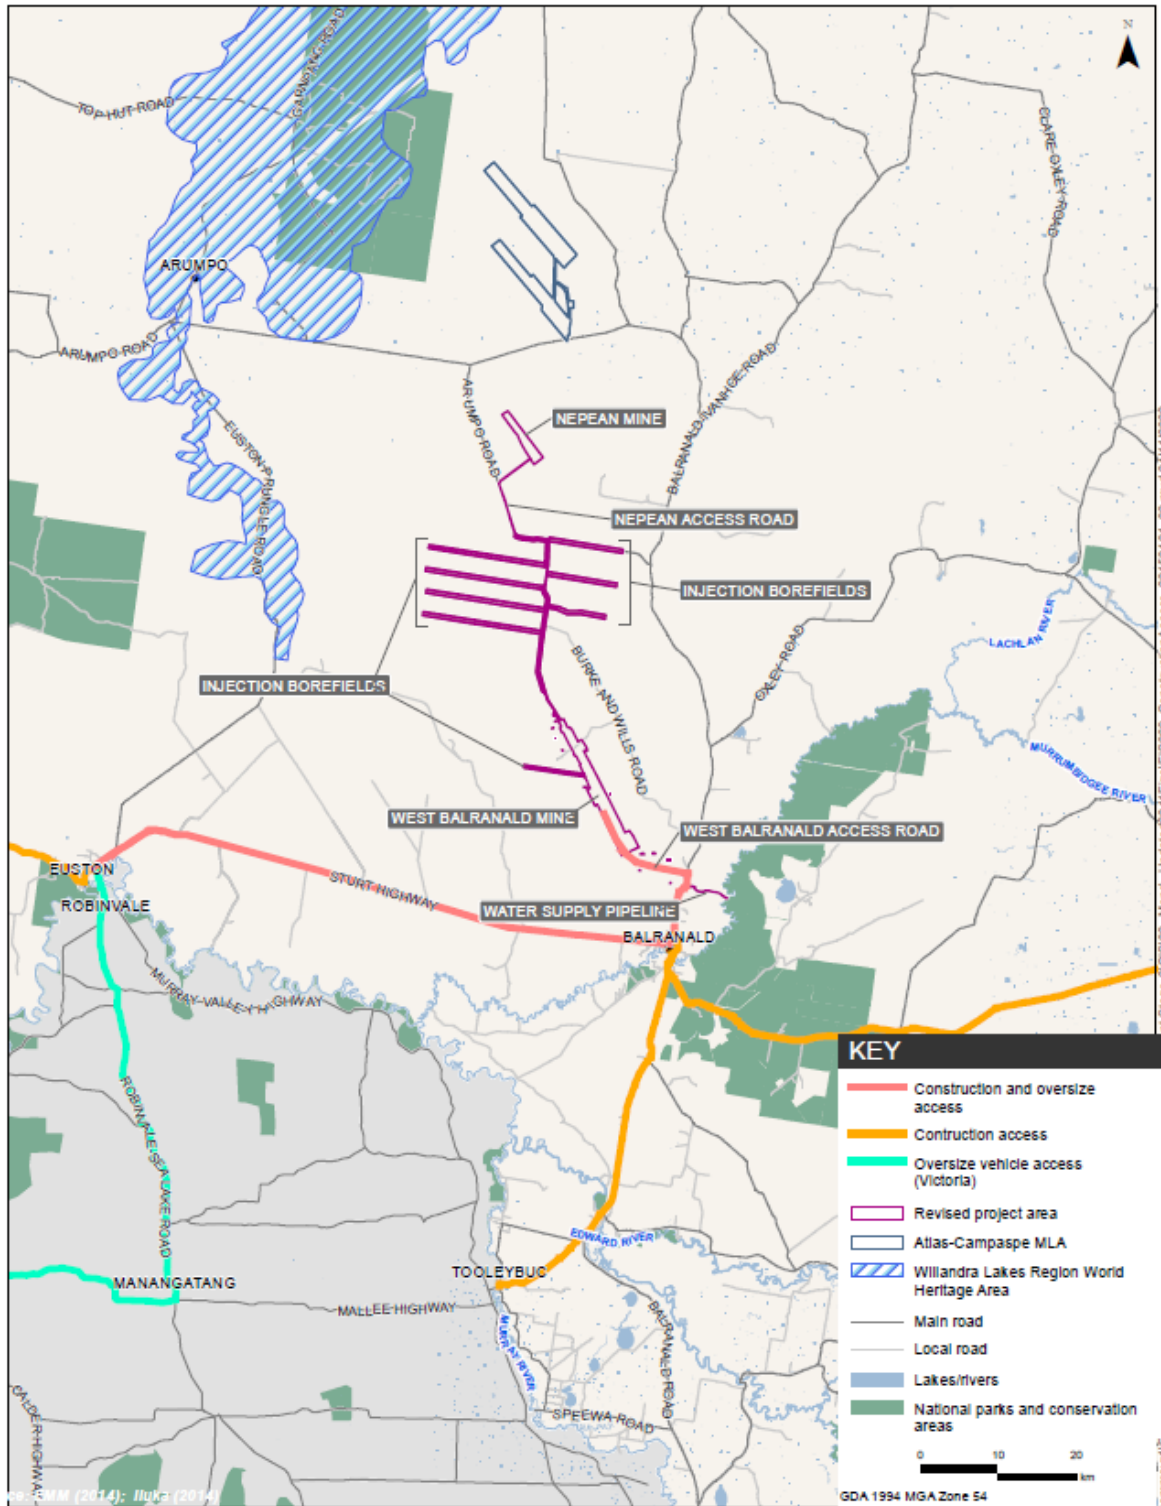 N
GARNPANG ROAD
TOP HUT ROAD
CLARE OXLEY ROAD
ARUMPO
ARUMPO ROAD
ARUMPO ROAD
BALRANALD IVANHOE ROAD
NEPEAN MINE
EUSTON PRUNGLE ROAD
NEPEAN ACCESS ROAD
INJECTION BOREFIELDS
LACHLAN RIVER
OXLEY ROAD
BURKE AND WILLS ROAD
INJECTION BOREFIELDS
MURRUMBIDGEE RIVER
WEST BALRANALD MINE
WEST BALRANALD ACCESS ROAD
EUSTON
STURT HIGHWAY
ROBINVALE
WATER SUPPLY PIPELINE
BALRANALD
MURRAY VALLEY HIGHWAY
ROBINVALE SEA LAKE ROAD
EDWARD RIVER
TOOLEYBUC
MANANGATANG
MALLEE HIGHWAY
MURRAY RIVER
BALRANALD ROAD
SPEEWA ROAD
CALDER HIGHWAY
KEY
Construction and oversize
access
Contruction access
Oversize vehicle access
(Victoria)
Revised project area
Atlas-Campaspe MLA
Willandra Lakes Region World
Heritage Area
Main road
Local road
Lakes/rivers
National parks and conservation
areas
0 10 20
km
GDA 1994 MGA Zone 54
ce: EMM (2014); Iluka (2014)